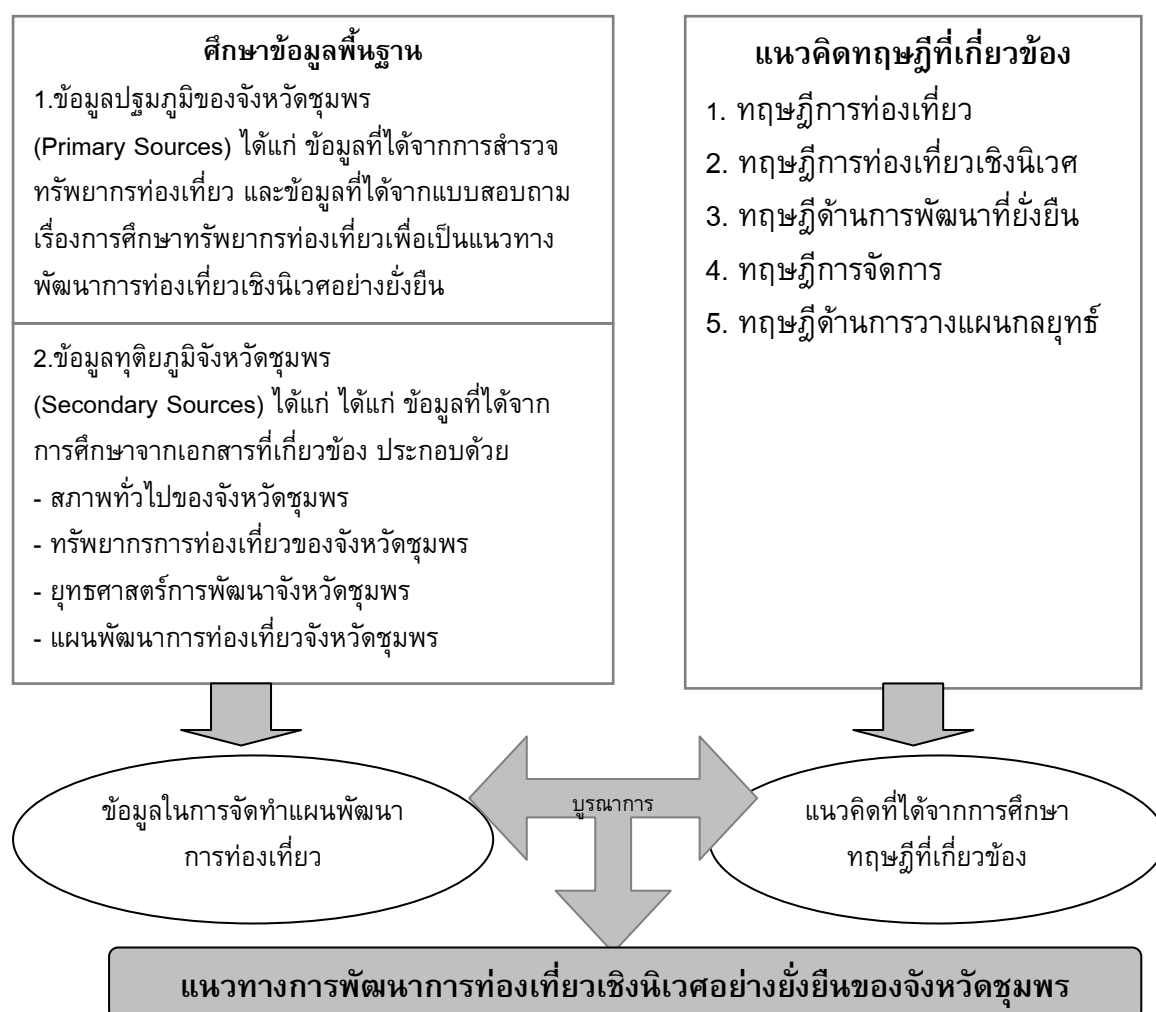 ศึกษาข้อมูลพื้นฐาน
1.ข้อมูลปฐมภูมิของจังหวัดชุมพร
(Primary Sources) ได้แก่ ข้อมูลที่ได้จากการสำรวจ
ทรัพยากรท่องเที่ยว และข้อมูลที่ได้จากแบบสอบถาม
เรื่องการศึกษาทรัพยากรท่องเที่ยวเพื่อเป็นแนวทาง
พัฒนาการท่องเที่ยวเชิงนิเวศอย่างยั่งยืน
2.ข้อมูลทุติยภูมิจังหวัดชุมพร
(Secondary Sources) ได้แก่ ได้แก่ ข้อมูลที่ได้จาก
การศึกษาจากเอกสารที่เกี่ยวข้อง ประกอบด้วย
- สภาพทั่วไปของจังหวัดชุมพร
- ทรัพยากรการท่องเที่ยวของจังหวัดชุมพร
- ยุทธศาสตร์การพัฒนาจังหวัดชุมพร
- แผนพัฒนาการท่องเที่ยวจังหวัดชุมพร
แนวคิดทฤษฎีที่เกี่ยวข้อง
1. ทฤษฎีการท่องเที่ยว
2. ทฤษฎีการท่องเที่ยวเชิงนิเวศ
3. ทฤษฎีด้านการพัฒนาที่ยั่งยืน
4. ทฤษฎีการจัดการ
5. ทฤษฎีด้านการวางแผนกลยุทธ์
ข้อมูลในการจัดทำแผนพัฒนา
การท่องเที่ยว
บูรณาการ
แนวคิดที่ได้จากการศึกษา
ทฤษฎีที่เกี่ยวข้อง
แนวทางการพัฒนาการท่องเที่ยวเชิงนิเวศอย่างยั่งยืนของจังหวัดชุมพร